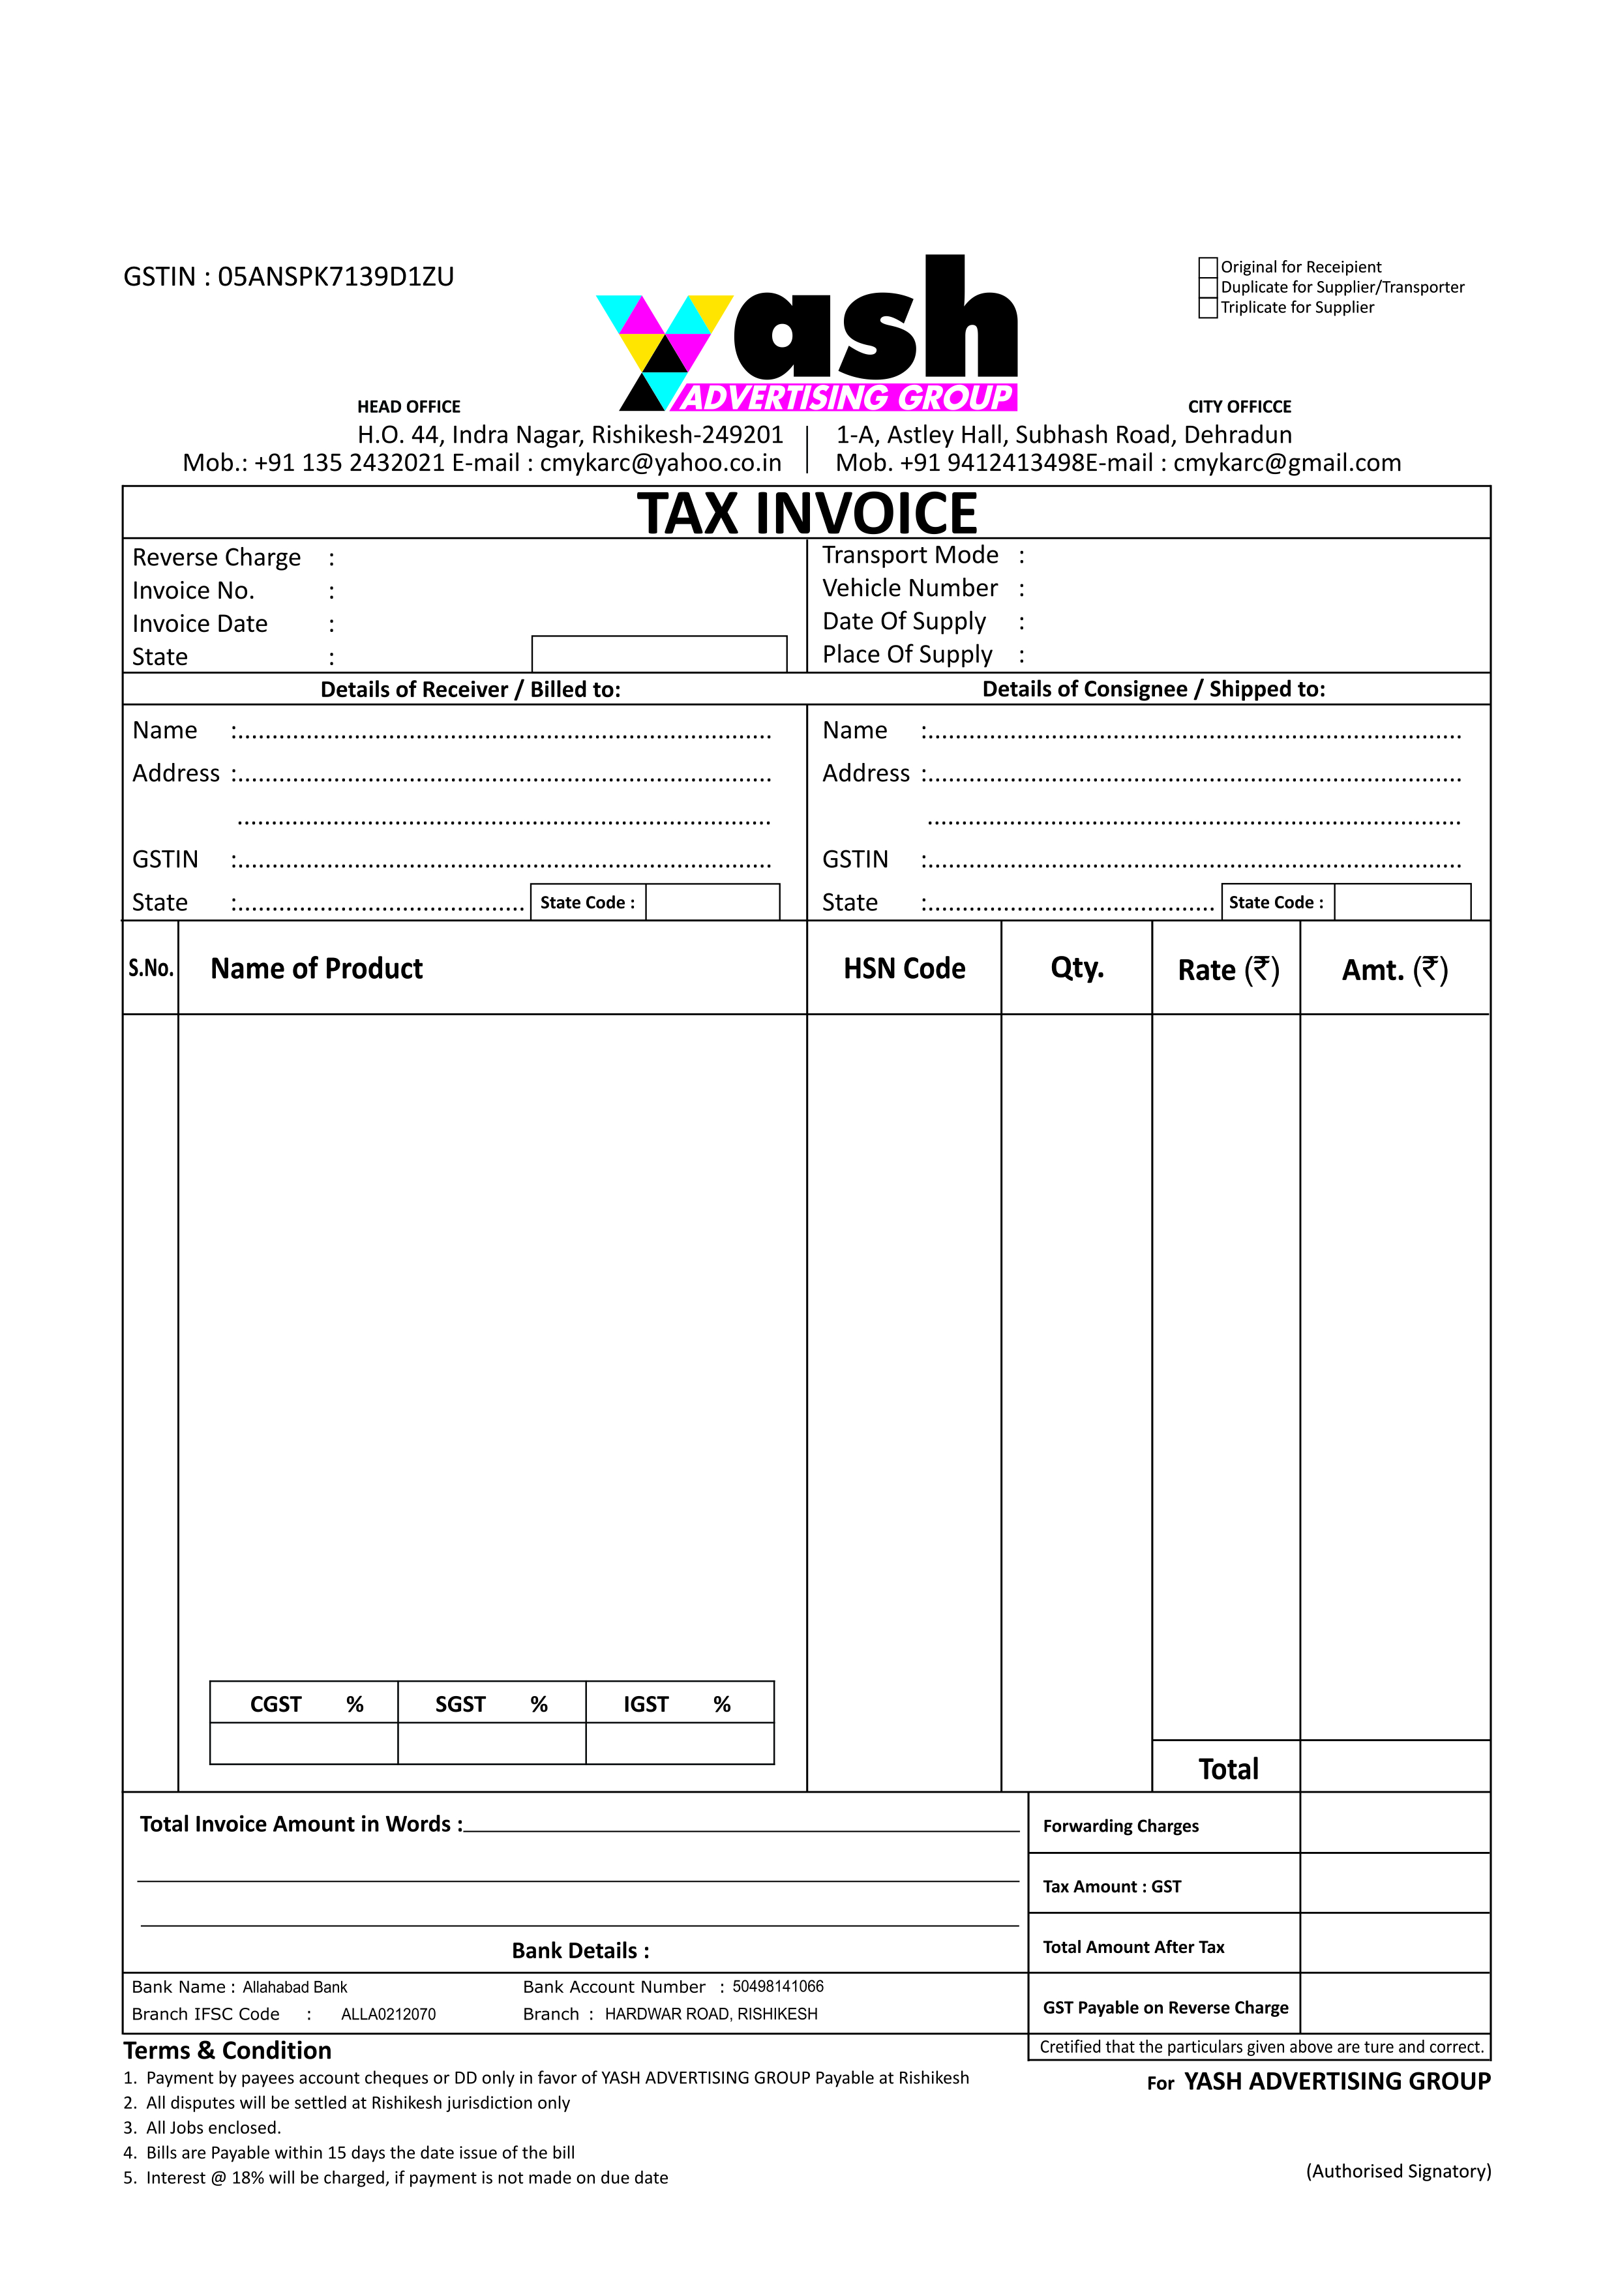 GSTIN : 05ANSPK7139D1ZU
Original for Receipient
Duplicate for Supplier/Transporter
Triplicate for Supplier
yash
ADVERTISING GROUP
HEAD OFFICE
H.O. 44, Indra Nagar, Rishikesh-249201
Mob.: +91 135 2432021 E-mail : cmykarc@yahoo.co.in
CITY OFFICCE
1-A, Astley Hall, Subhash Road, Dehradun
Mob. +91 9412413498E-mail : cmykarc@gmail.com
TAX INVOICE
Reverse Charge :
Invoice No. :
Invoice Date :
State :
Transport Mode :
Vehicle Number :
Date Of Supply :
Place Of Supply :
Details of Receiver / Billed to:
Name :
Address :
GSTIN :
State : State Code :
Details of Consignee / Shipped to:
Name :
Address :
GSTIN :
State : State Code :
S.No. Name of Product HSN Code Qty. Rate (₹) Amt. (₹)
CGST % SGST % IGST %
Total
Total Invoice Amount in Words :
Forwarding Charges
Tax Amount : GST
Total Amount After Tax
GST Payable on Reverse Charge
Bank Details :
Bank Name : Allahabad Bank Bank Account Number : 50498141066
Branch IFSC Code : ALLA0212070 Branch : HARDWAR ROAD, RISHIKESH
Cretified that the particulars given above are ture and correct.
Terms & Condition
1. Payment by payees account cheques or DD only in favor of YASH ADVERTISING GROUP Payable at Rishikesh
2. All disputes will be settled at Rishikesh jurisdiction only
3. All Jobs enclosed.
4. Bills are Payable within 15 days the date issue of the bill
5. Interest @ 18% will be charged, if payment is not made on due date
For YASH ADVERTISING GROUP
(Authorised Signatory)